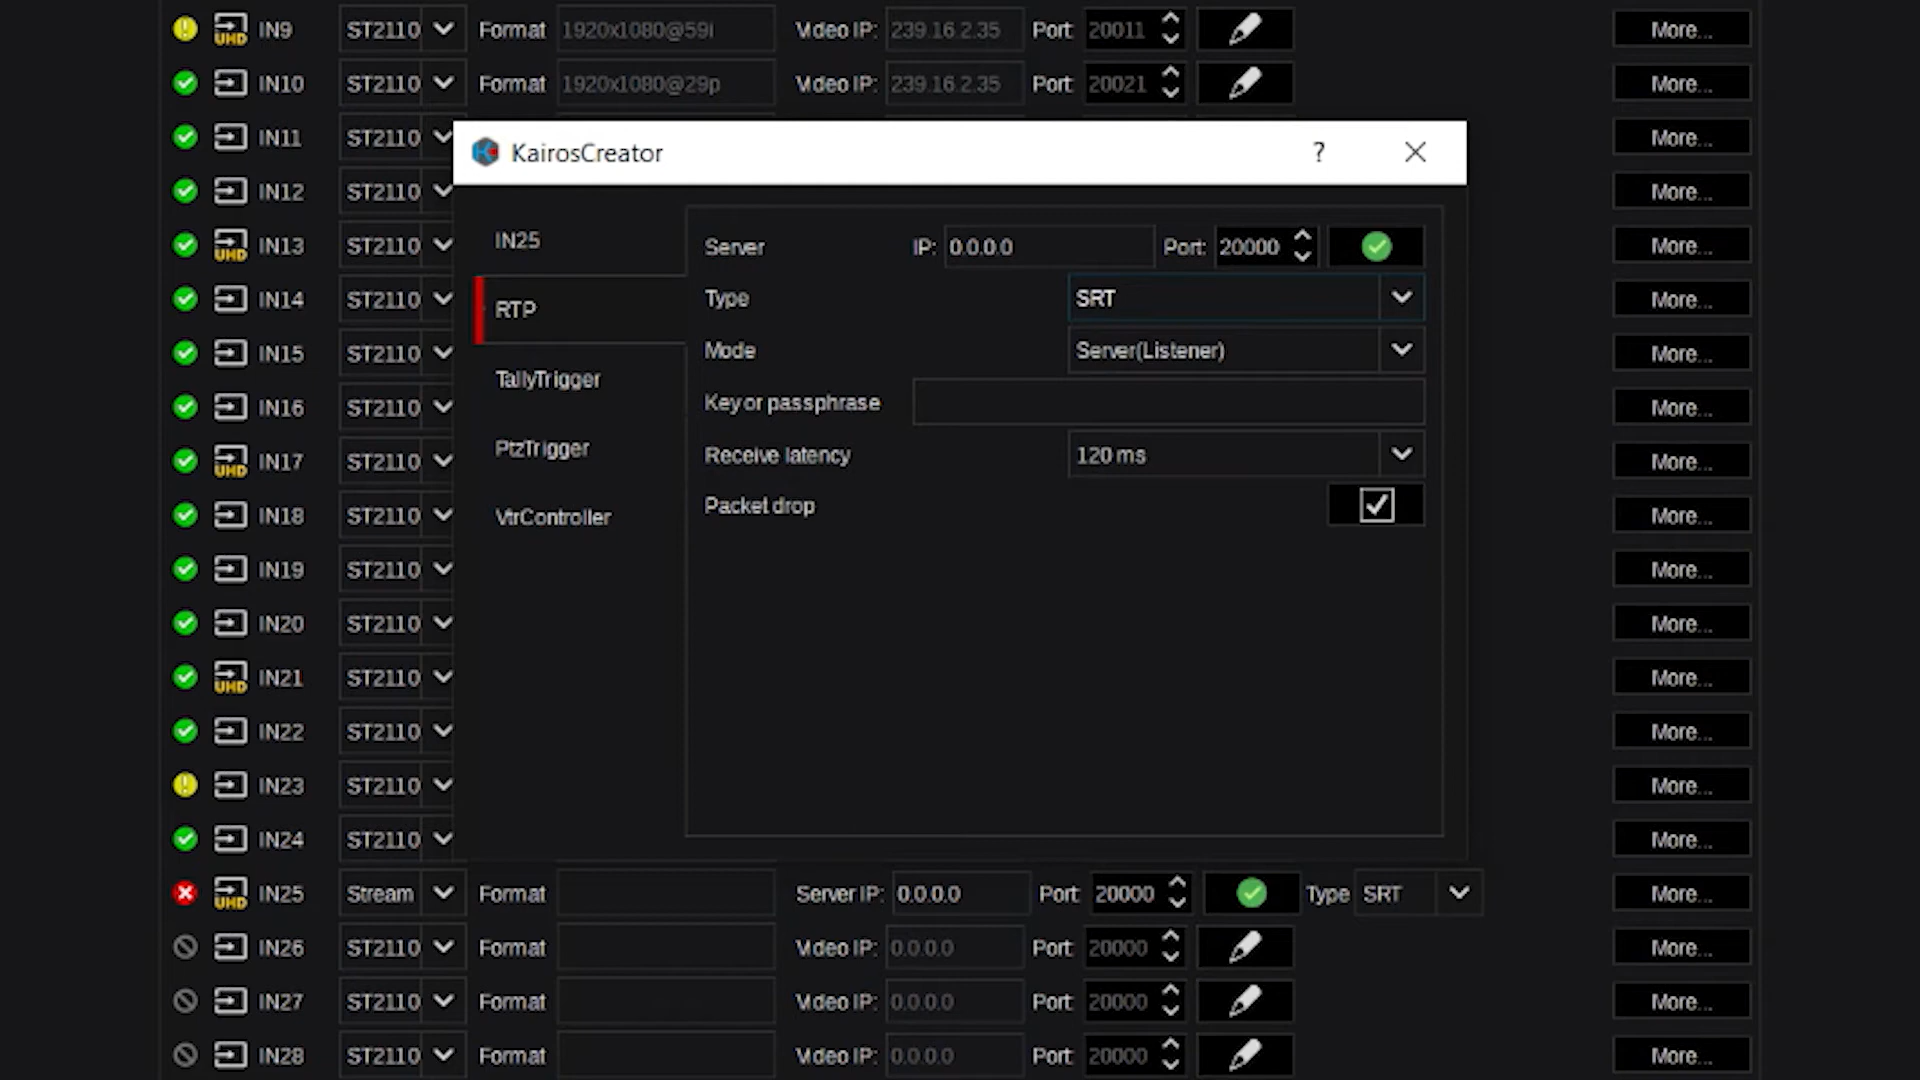 IN9 ST2110 Format 1920x1080@59i Video IP: 239.16.2.35 Port: 20011 More...
IN10 ST2110 Format 1920x1080@29p Video IP: 239.16.2.35 Port: 20021 More...
IN11 ST2110 More...
KairosCreator ?
IN12 ST2110 More...
IN13 ST2110 More...
IN14 ST2110 More...
IN15 ST2110 More...
IN16 ST2110 More...
IN17 ST2110 More...
IN18 ST2110 More...
IN19 ST2110 More...
IN20 ST2110 More...
IN21 ST2110 More...
IN22 ST2110 More...
IN23 ST2110 More...
IN24 ST2110 More...
IN25
RTP
TallyTrigger
PtzTrigger
VtrController
Server IP: 0.0.0.0 Port: 20000
Type SRT
Mode Server(Listener)
Key or passphrase
Receive latency 120 ms
Packet drop
UHD
UHD
UHD
UHD
IN25 Stream Format Server IP: 0.0.0.0 Port: 20000 Type SRT More...
UHD
IN26 ST2110 Format Video IP: 0.0.0.0 Port: 20000 More...
IN27 ST2110 Format Video IP: 0.0.0.0 Port: 20000 More...
IN28 ST2110 Format Video IP: 0.0.0.0 Port: 20000 More...